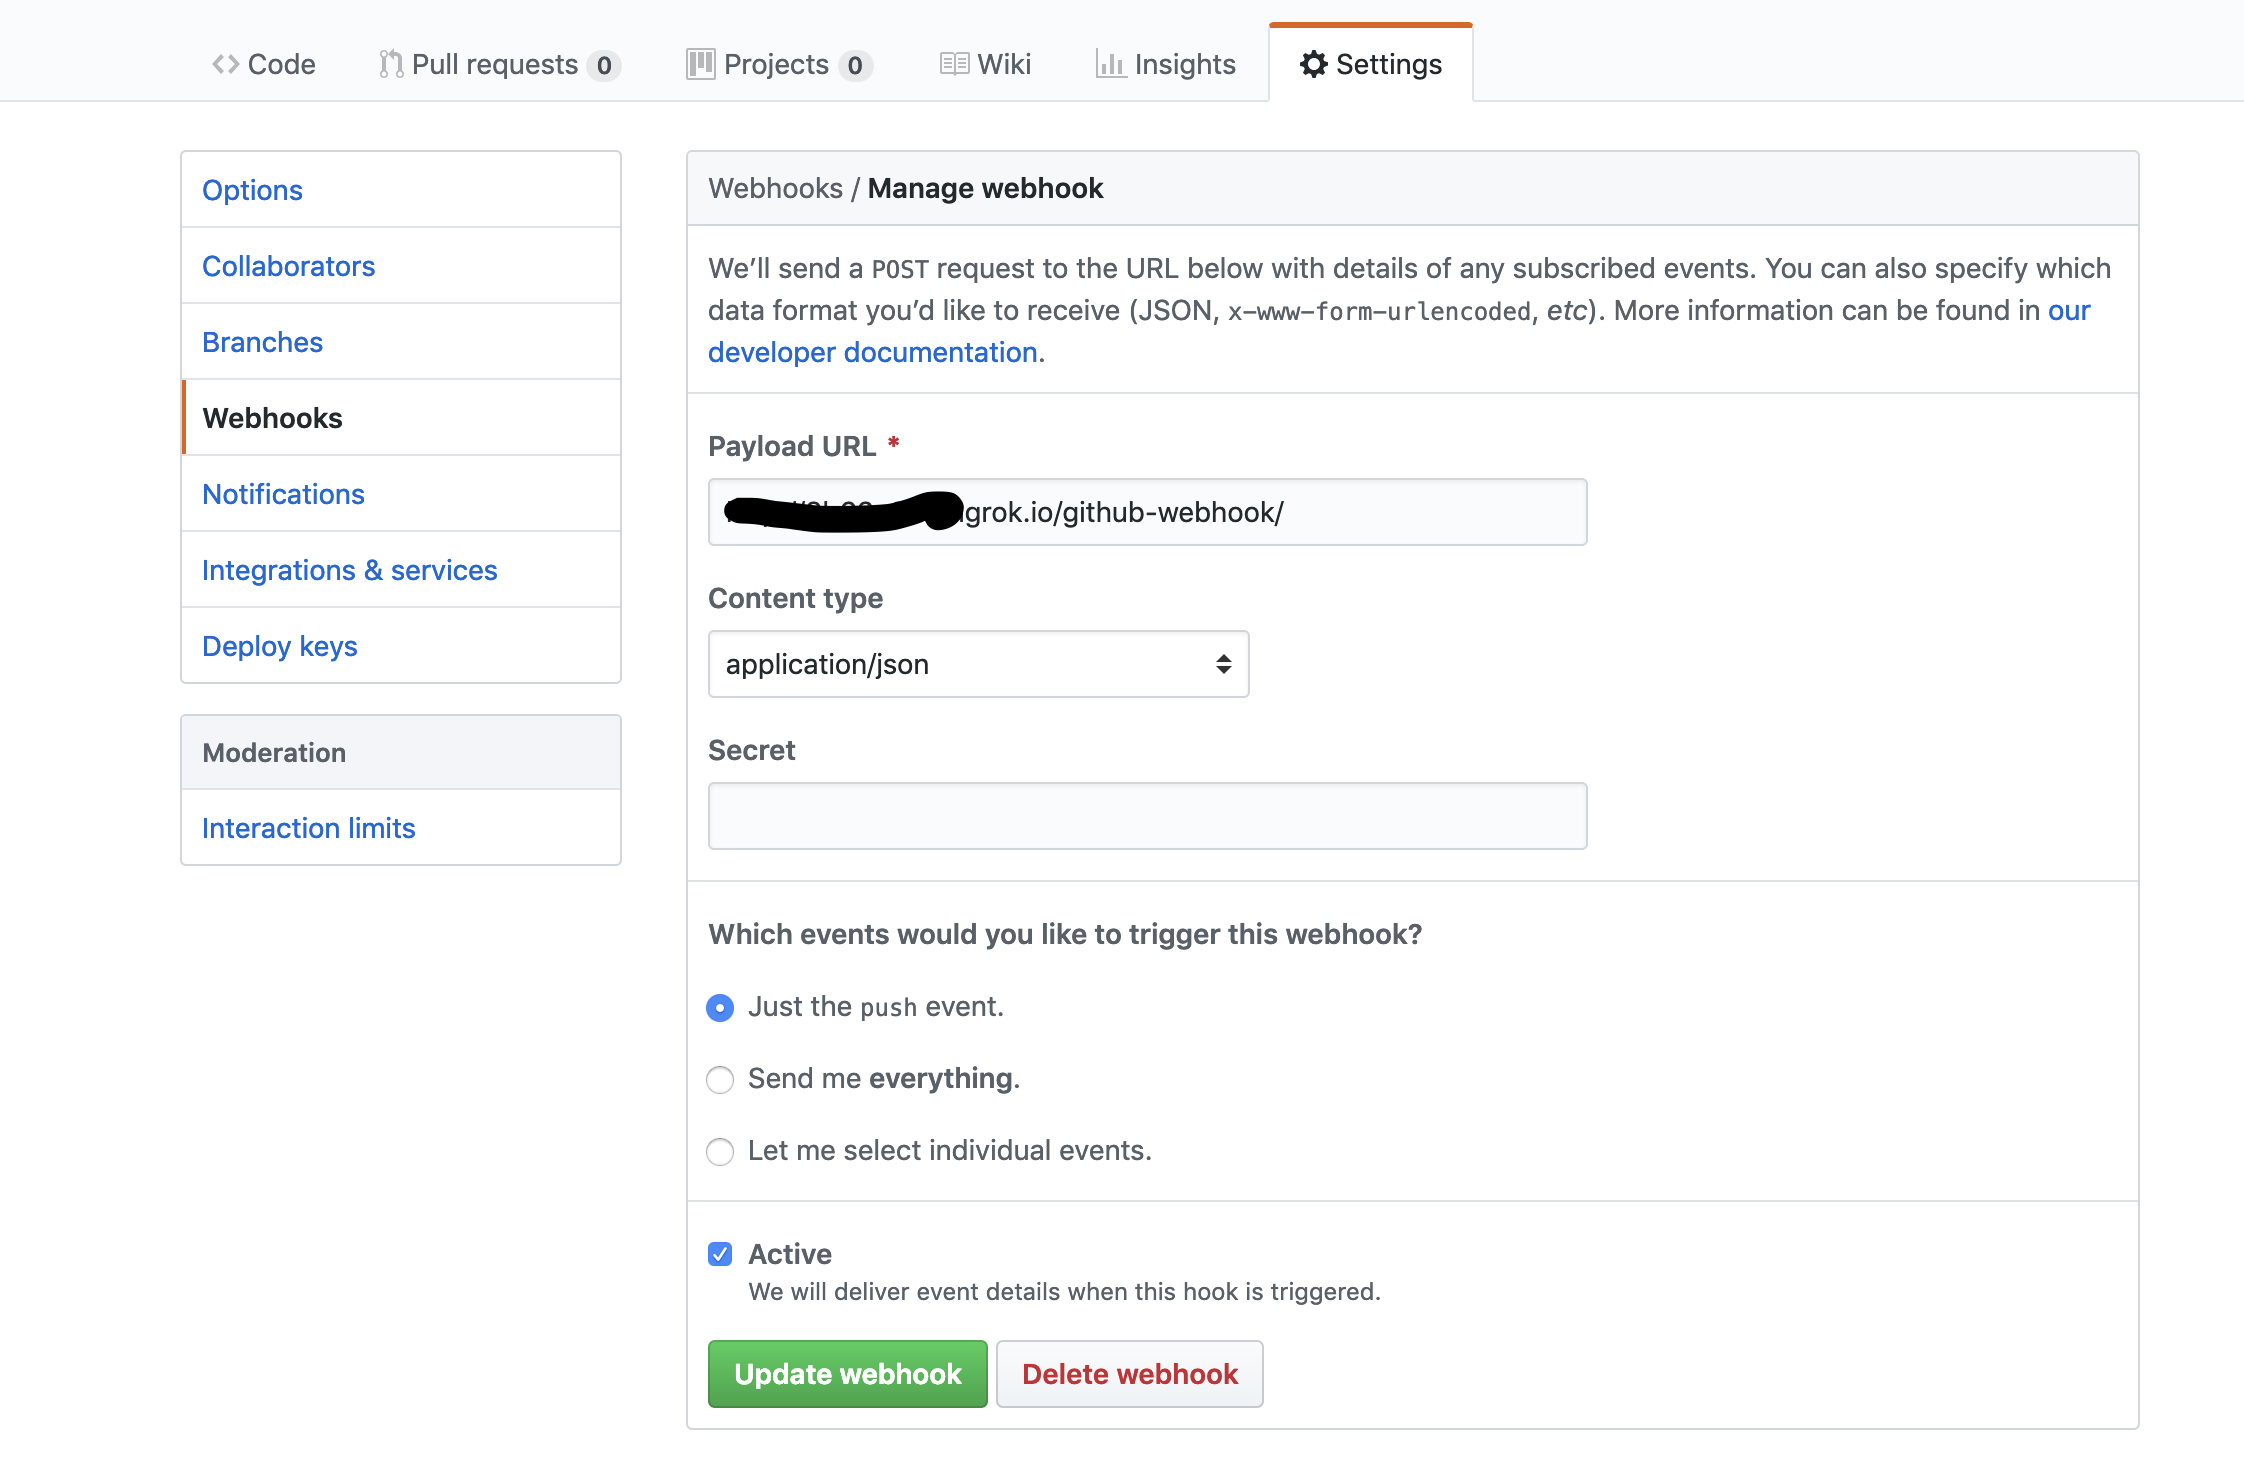 Code Pull requests 0 Projects 0 Wiki Insights Settings
Options
Collaborators
Branches
Webhooks
Notifications
Integrations & services
Deploy keys
Moderation
Interaction limits
Webhooks / Manage webhook
We’ll send a POST request to the URL below with details of any subscribed events. You can also specify which
data format you’d like to receive (JSON, x-www-form-urlencoded, etc). More information can be found in our
developer documentation.
Payload URL *
grok.io/github-webhook/
Content type
application/json
Secret
Which events would you like to trigger this webhook?
Just the push event.
Send me everything.
Let me select individual events.
Active
We will deliver event details when this hook is triggered.
Update webhook Delete webhook